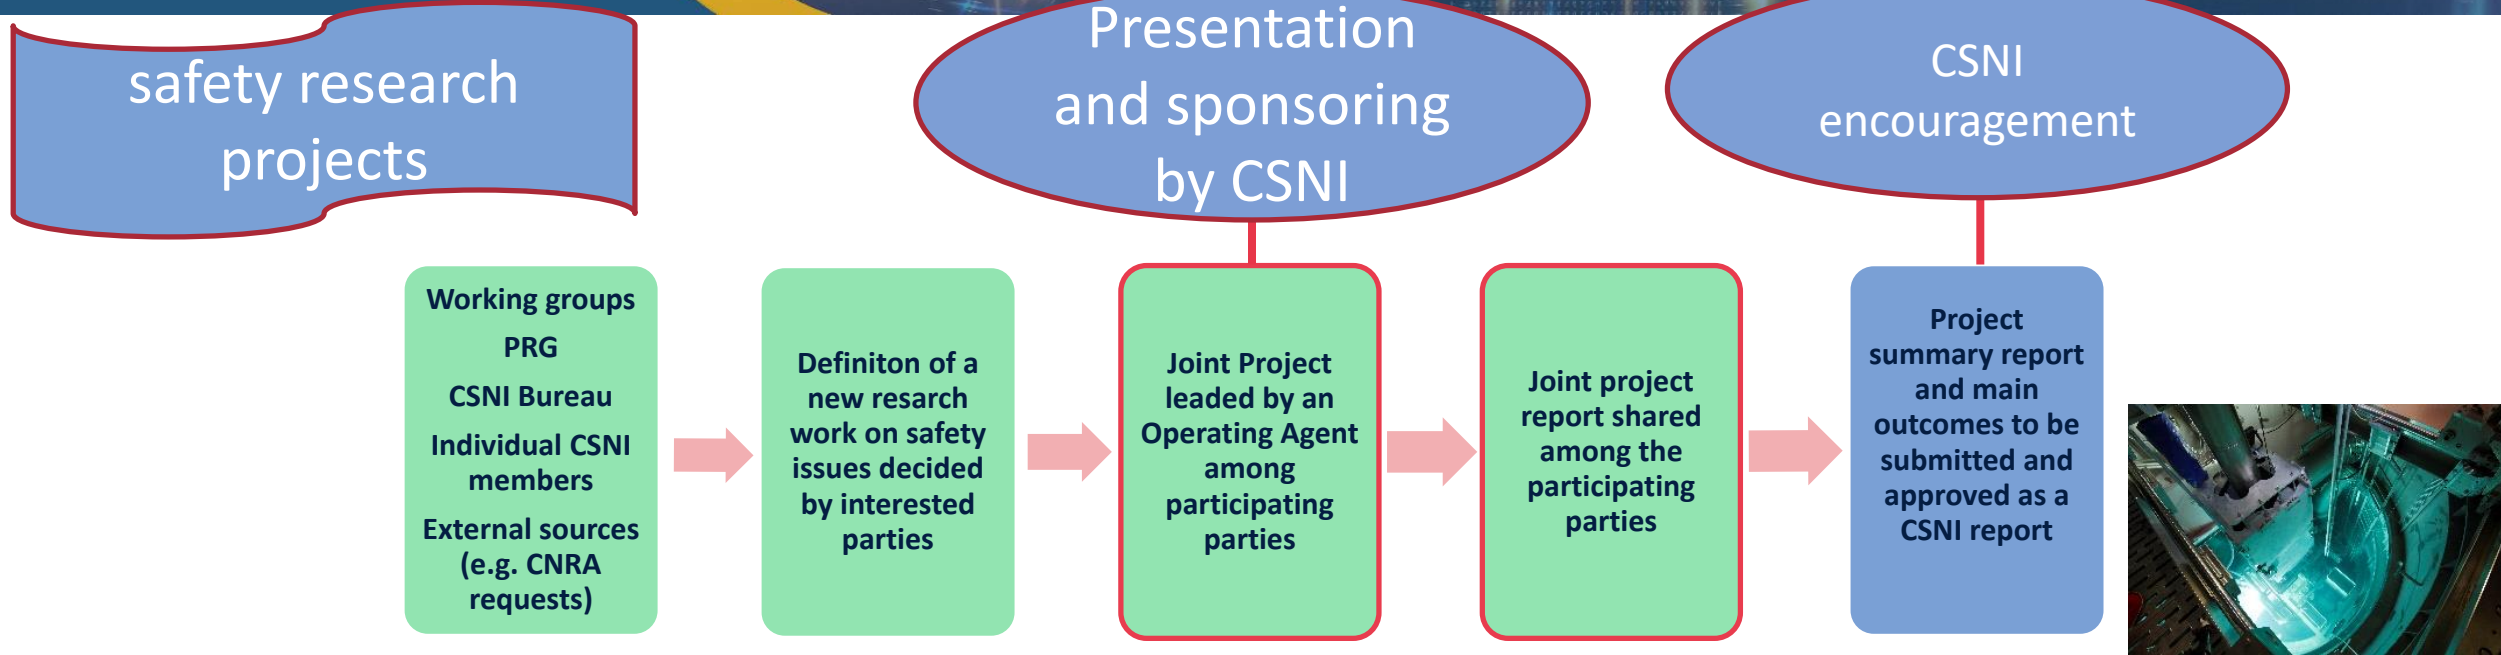 safety research
projects
Presentation
and sponsoring
by CSNI
CSNI
encouragement
Working groups
PRG
CSNI Bureau
Individual CSNI
members
External sources
(e.g. CNRA
requests)
Definiton of a
new resarch
work on safety
issues decided
by interested
parties
Joint Project
leaded by an
Operating Agent
among
participating
parties
Joint project
report shared
among the
participating
parties
Project
summary report
and main
outcomes to be
submitted and
approved as a
CSNI report